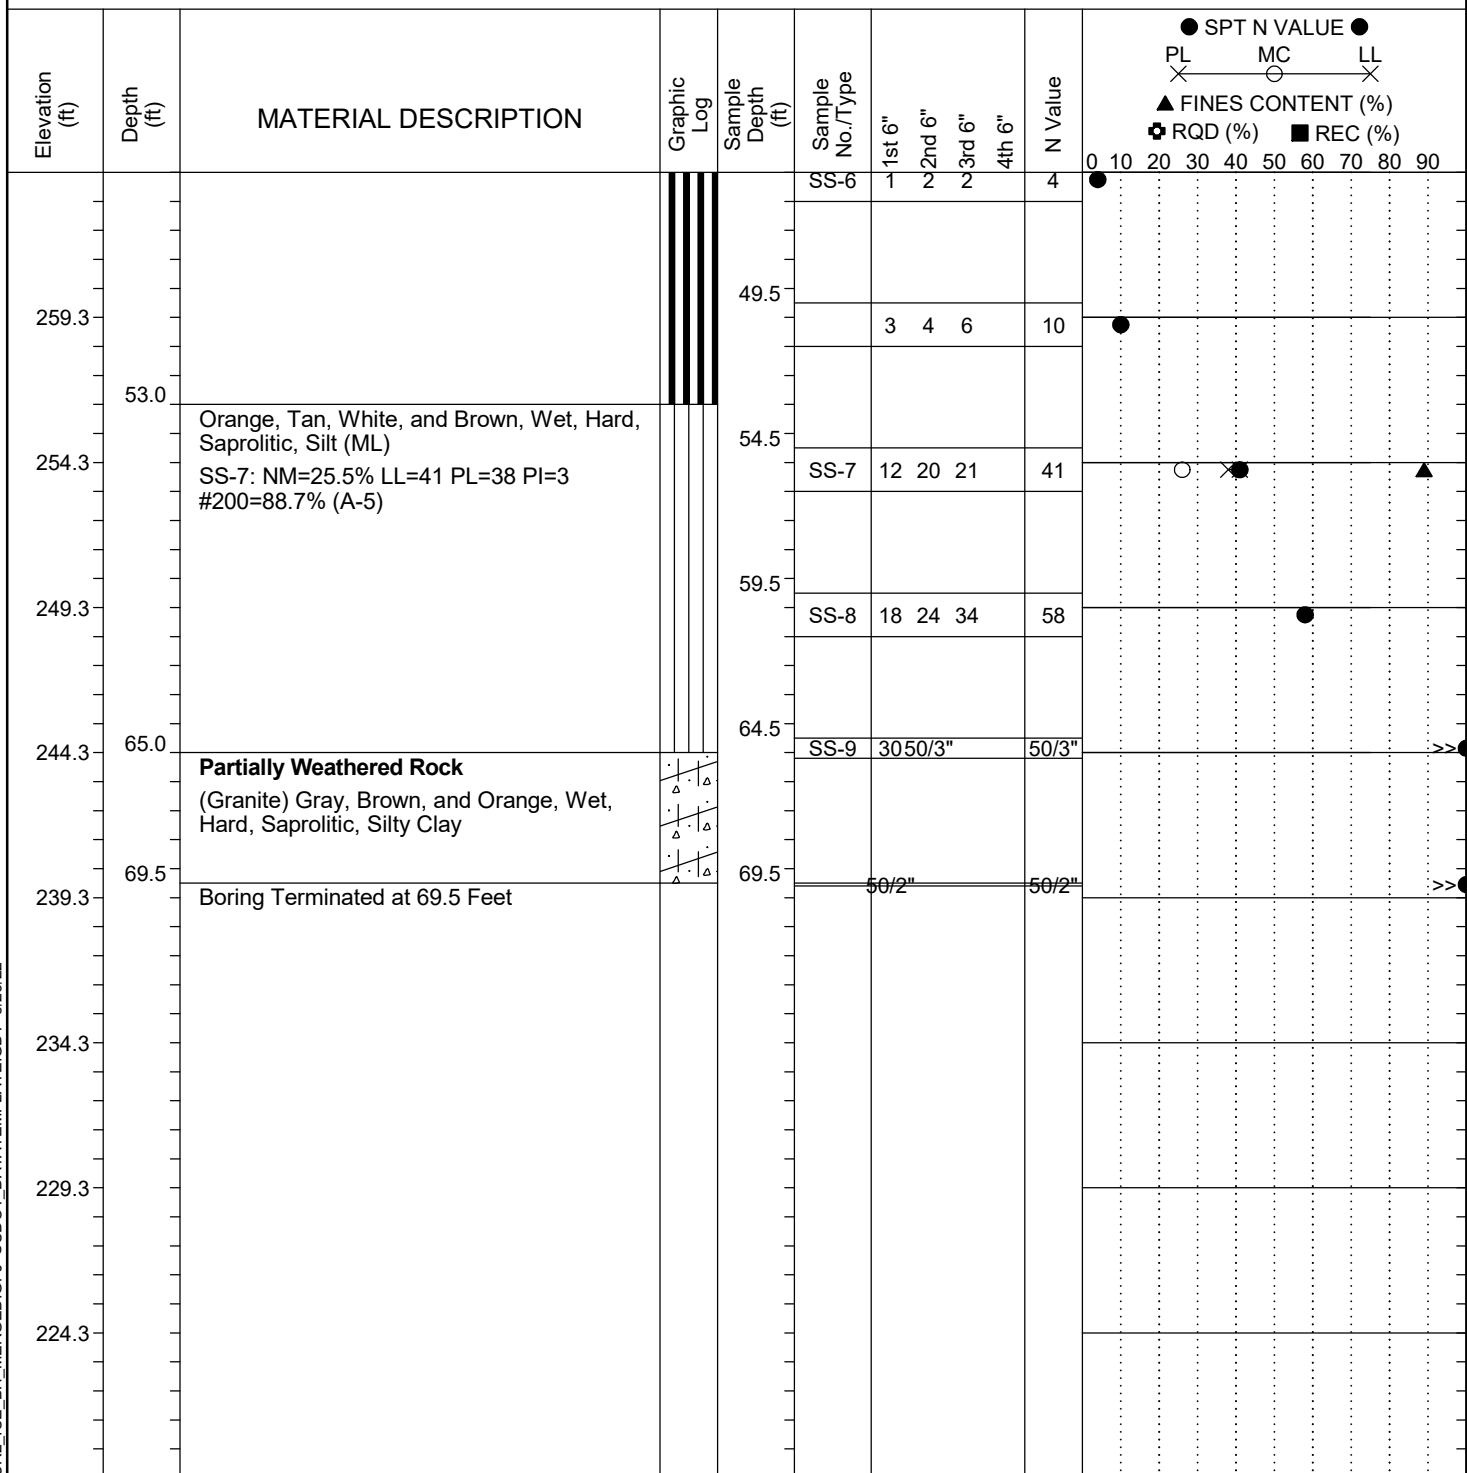 ● SPT N VALUE ●
PL MC LL
▲ FINES CONTENT (%)
RQD (%) ■ REC (%)
Elevation (ft)
Depth (ft)
MATERIAL DESCRIPTION
Graphic Log
Sample Depth (ft)
Sample No./Type
1st 6"
2nd 6"
3rd 6"
4th 6"
N Value
0 10 20 30 40 50 60 70 80 90
SS-6 1 2 2 4
49.5
259.3 3 4 6 10
53.0
Orange, Tan, White, and Brown, Wet, Hard,
Saprolitic, Silt (ML)
54.5
254.3 SS-7: NM=25.5% LL=41 PL=38 PI=3 SS-7 12 20 21 41
#200=88.7% (A-5)
59.5
249.3 SS-8 18 24 34 58
64.5
65.0
244.3 SS-9 30 50/3" 50/3" >>
Partially Weathered Rock
(Granite) Gray, Brown, and Orange, Wet,
Hard, Saprolitic, Silty Clay
69.5 69.5
50/2" 50/2" >>
239.3 Boring Terminated at 69.5 Feet
234.3
229.3
224.3